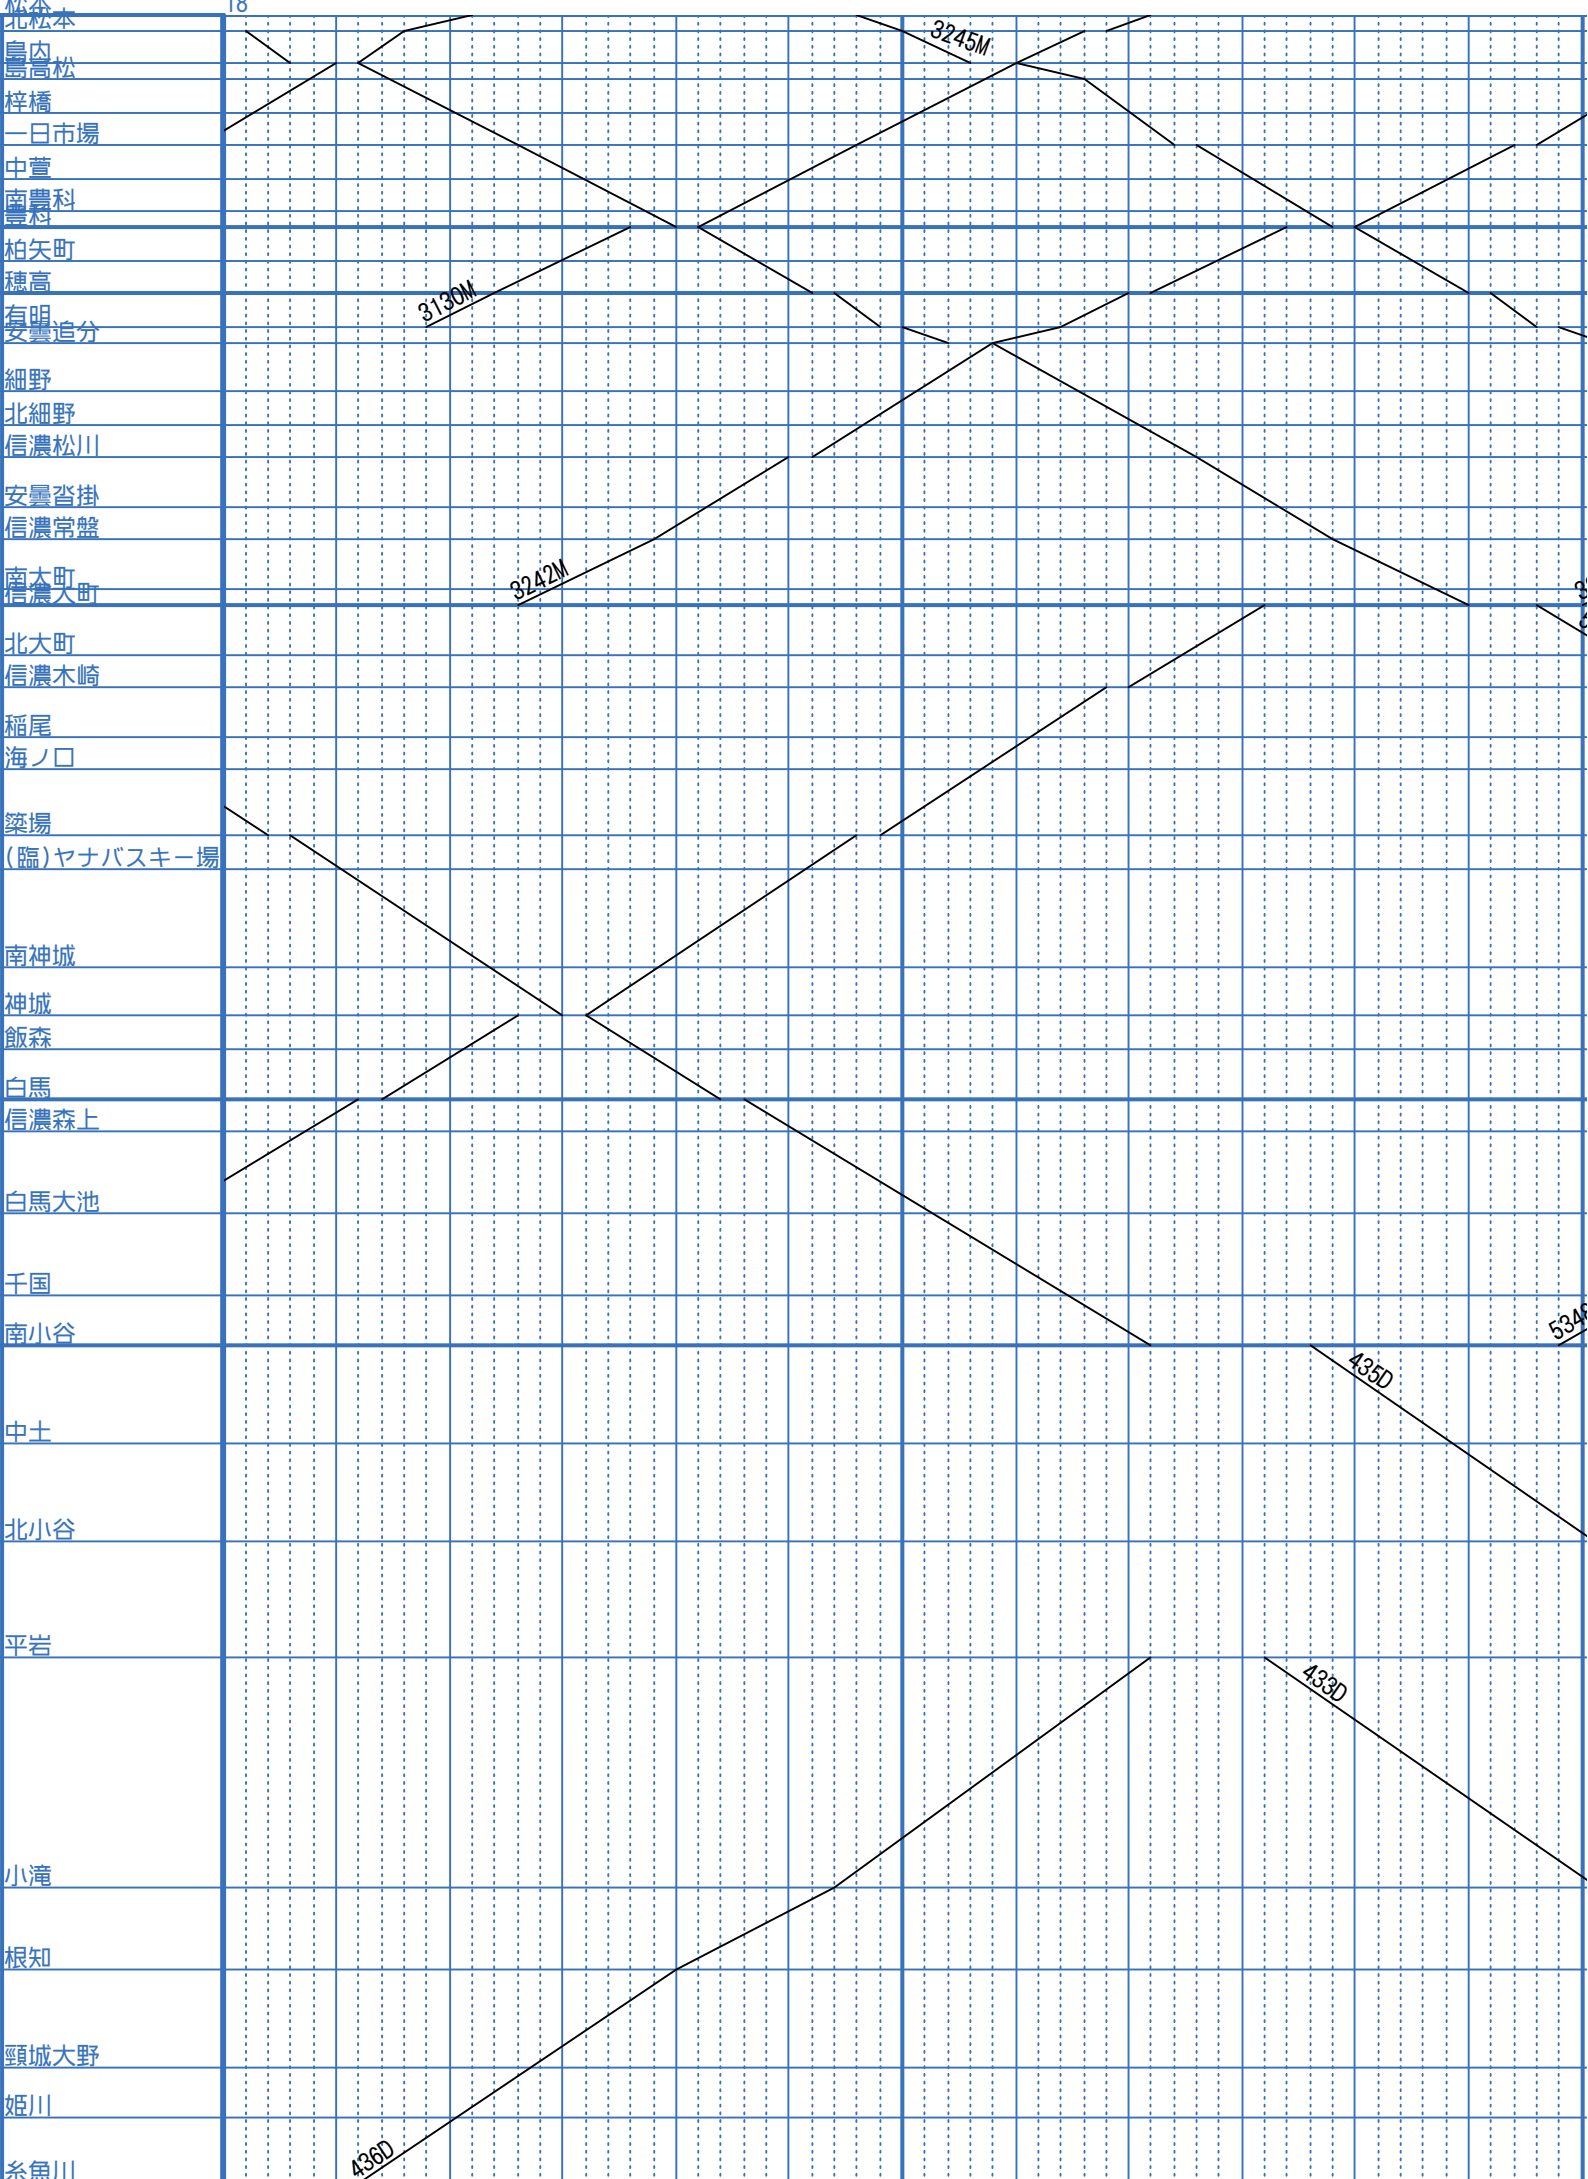 松本
18
北松本
島内
島高松
梓橋
一日市場
中萱
南豊科
豊科
柏矢町
穂高
有明
安曇追分
細野
北細野
信濃松川
安曇沓掛
信濃常盤
南大町
信濃大町
北大町
信濃木崎
稲尾
海ノ口
簗場
(臨)ヤナバスキー場
南神城
神城
飯森
白馬
信濃森上
白馬大池
千国
南小谷
中土
北小谷
平岩
小滝
根知
頸城大野
姫川
糸魚川
3245M
3130M
3242M
5348
435D
433D
436D